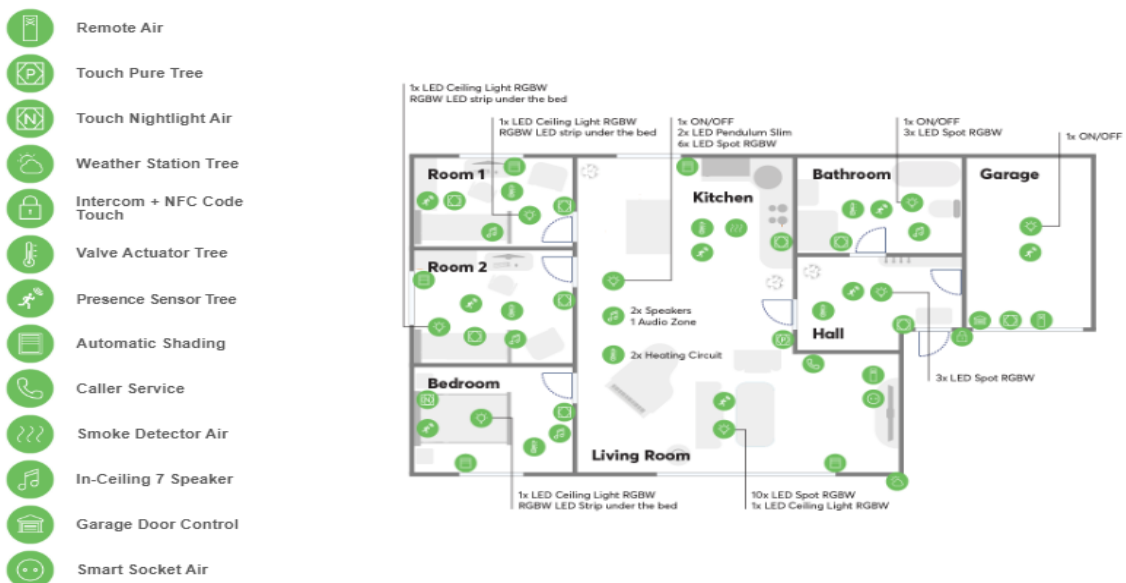 Remote Air
Touch Pure Tree
Touch Nightlight Air
Weather Station Tree
Intercom + NFC Code
Touch
Valve Actuator Tree
Presence Sensor Tree
Automatic Shading
Caller Service
Smoke Detector Air
In-Ceiling 7 Speaker
Garage Door Control
Smart Socket Air
P
N
1x LED Ceiling Light RGBW
RGBW LED strip under the bed
1x LED Ceiling Light RGBW
RGBW LED strip under the bed
1x ON/OFF
2x LED Pendulum Slim
6x LED Spot RGBW
1x ON/OFF
3x LED Spot RGBW
1x ON/OFF
Room 1
Kitchen
Bathroom
Garage
Room 2
2x Speakers
1 Audio Zone
Hall
2x Heating Circuit
P
3x LED Spot RGBW
Bedroom
N
Living Room
1x LED Ceiling Light RGBW
RGBW LED Strip under the bed
10x LED Spot RGBW
1x LED Ceiling Light RGBW